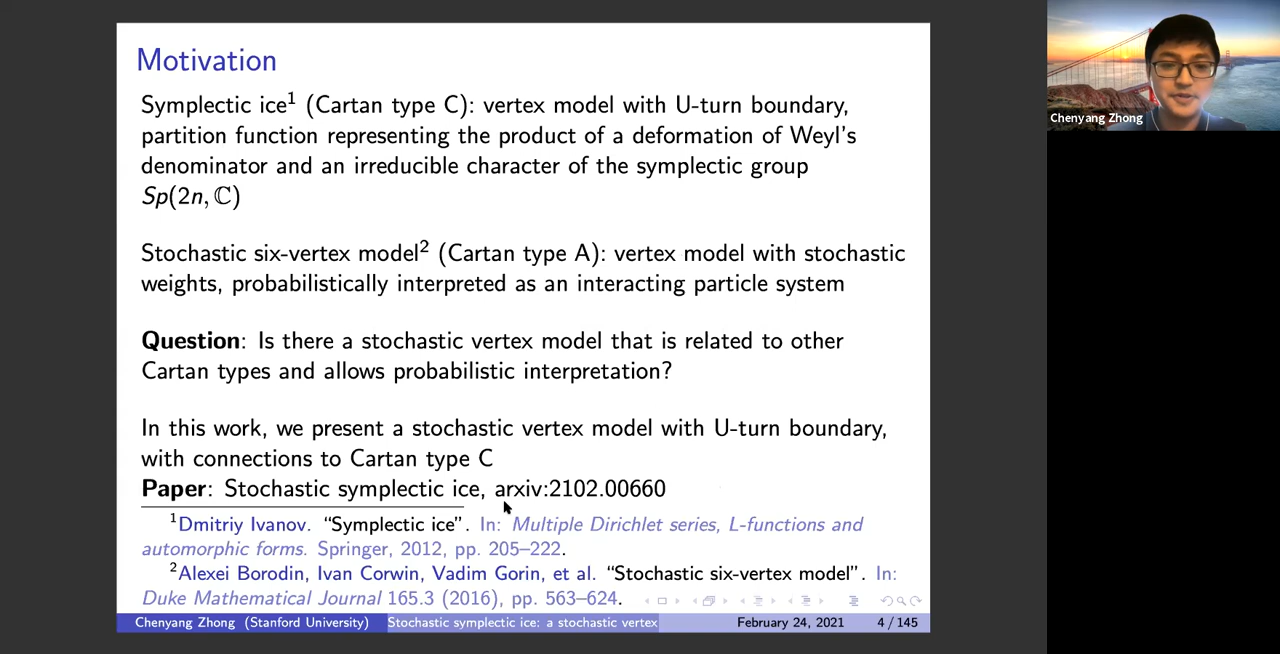 Motivation
Symplectic ice¹ (Cartan type C): vertex model with U-turn boundary,
partition function representing the product of a deformation of Weyl's
denominator and an irreducible character of the symplectic group
Sp(2n, ℂ)
Stochastic six-vertex model² (Cartan type A): vertex model with stochastic
weights, probabilistically interpreted as an interacting particle system
Question: Is there a stochastic vertex model that is related to other
Cartan types and allows probabilistic interpretation?
In this work, we present a stochastic vertex model with U-turn boundary,
with connections to Cartan type C
Paper: Stochastic symplectic ice, arxiv:2102.00660
¹Dmitriy Ivanov. “Symplectic ice”. In: Multiple Dirichlet series, L-functions and
automorphic forms. Springer, 2012, pp. 205–222.
²Alexei Borodin, Ivan Corwin, Vadim Gorin, et al. “Stochastic six-vertex model”. In:
Duke Mathematical Journal 165.3 (2016), pp. 563–624.
Chenyang Zhong (Stanford University) Stochastic symplectic ice: a stochastic vertex February 24, 2021 4 / 145
Chenyang Zhong